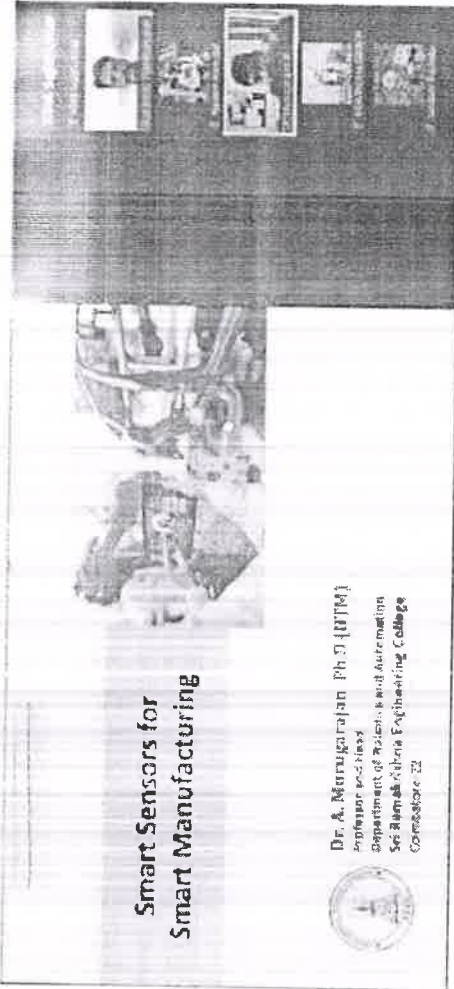 Smart Sensors for
Smart Manufacturing
Dr. A. Murugarajan Ph.D (IITM)
Professor and Head
Department of Robotics and Automation
Sri Ramakrishna Engineering College
Coimbatore-22